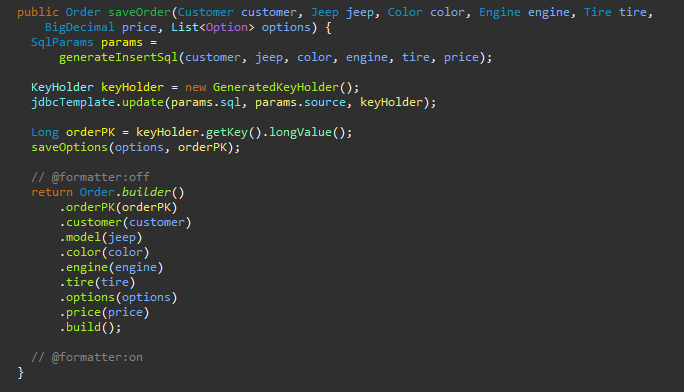 public Order saveOrder(Customer customer, Jeep jeep, Color color, Engine engine, Tire tire,
    BigDecimal price, List<Option> options) {
  SqlParams params =
      generateInsertSql(customer, jeep, color, engine, tire, price);

  KeyHolder keyHolder = new GeneratedKeyHolder();
  jdbcTemplate.update(params.sql, params.source, keyHolder);

  Long orderPK = keyHolder.getKey().longValue();
  saveOptions(options, orderPK);

  // @formatter:off
  return Order.builder()
      .orderPK(orderPK)
      .customer(customer)
      .model(jeep)
      .color(color)
      .engine(engine)
      .tire(tire)
      .options(options)
      .price(price)
      .build();

  // @formatter:on
}